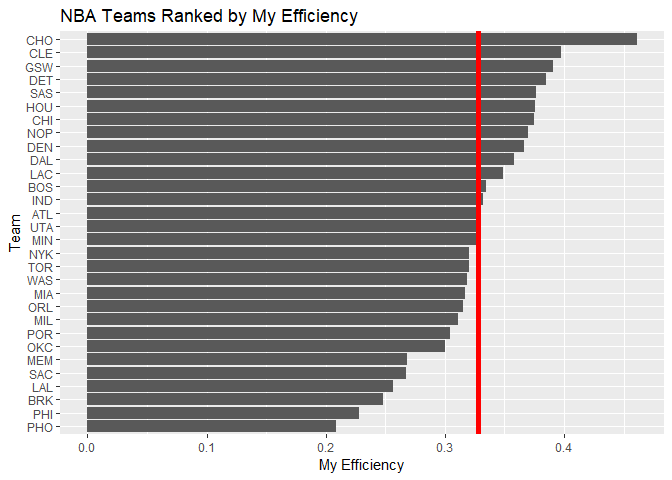 NBA Teams Ranked by My Efficiency
CHO
CLE
GSW
DET
SAS
HOU
CHI
NOP
DEN
DAL
LAC
BOS
IND
ATL
UTA
MIN
NYK
TOR
WAS
MIA
ORL
MIL
POR
OKC
MEM
SAC
LAL
BRK
PHI
PHO
Team
0.0 0.1 0.2 0.3 0.4
My Efficiency